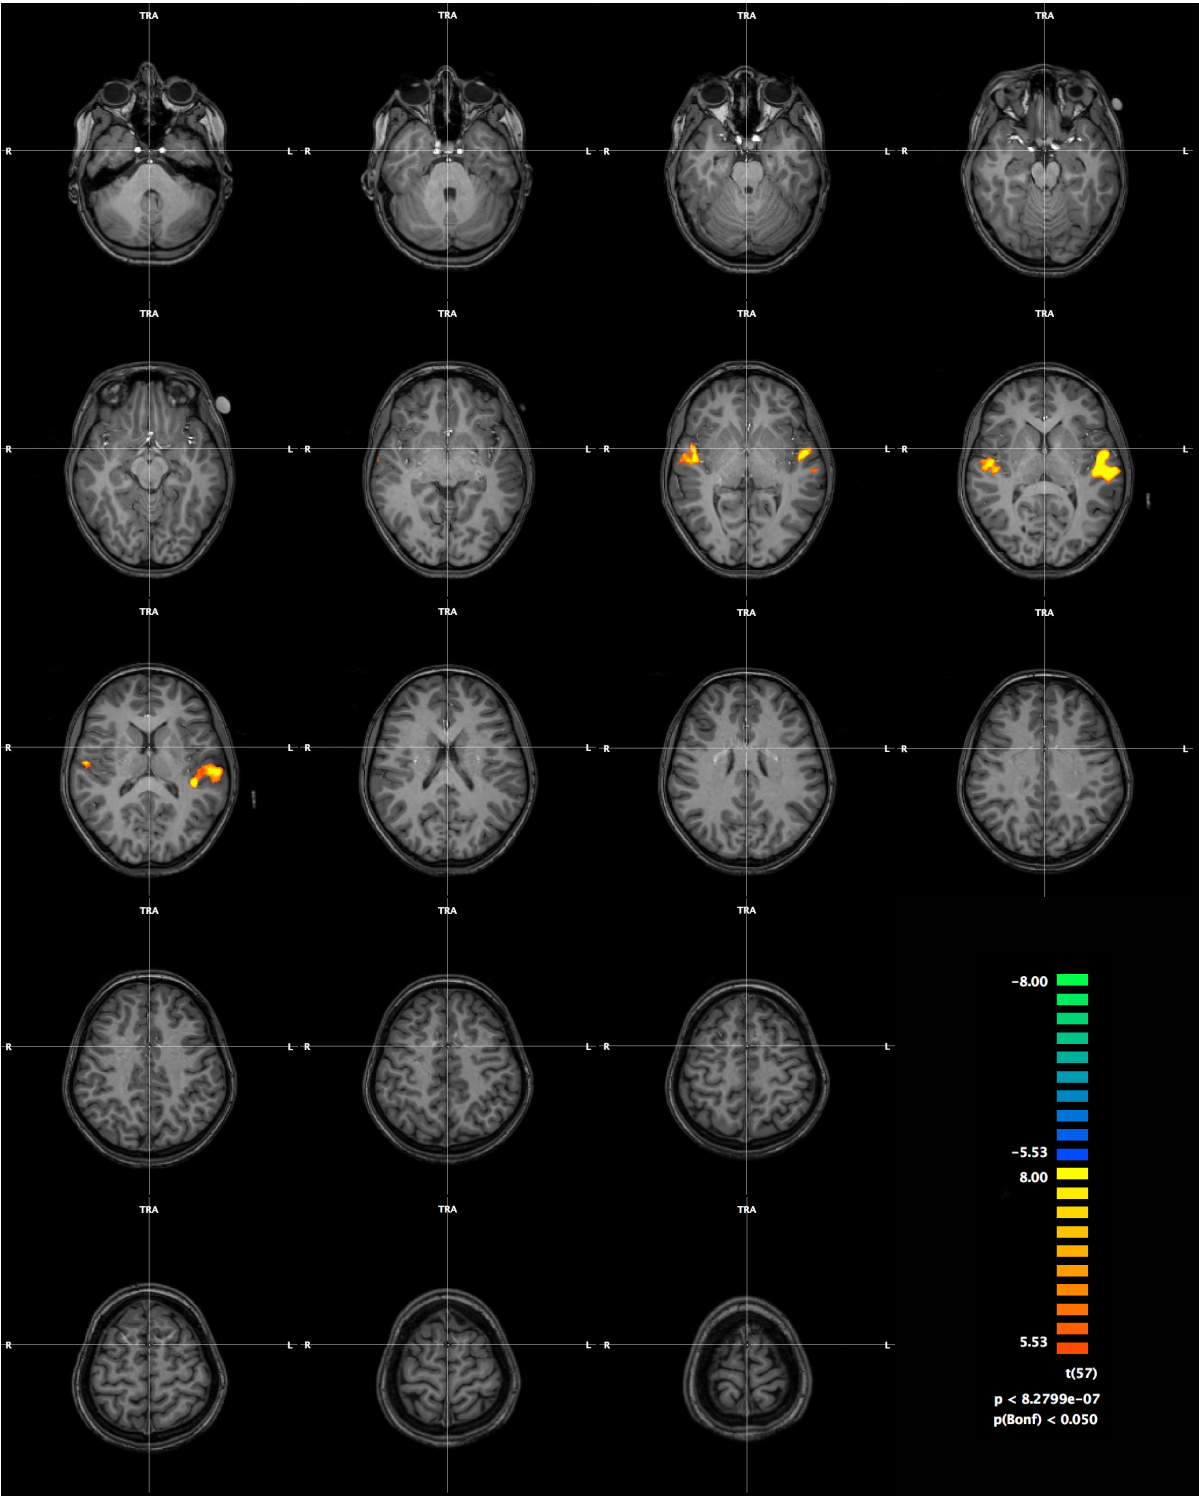 TRA TRA TRA TRA
R L R L R L R L
TRA TRA TRA TRA
R L R L R L R L
TRA TRA TRA TRA
R L R L R L R L
TRA TRA TRA
R L R L R L
−8.00
−5.53
8.00
TRA TRA TRA
R L R L R L
5.53
t(57)
p < 8.2799e−07
p(Bonf) < 0.050